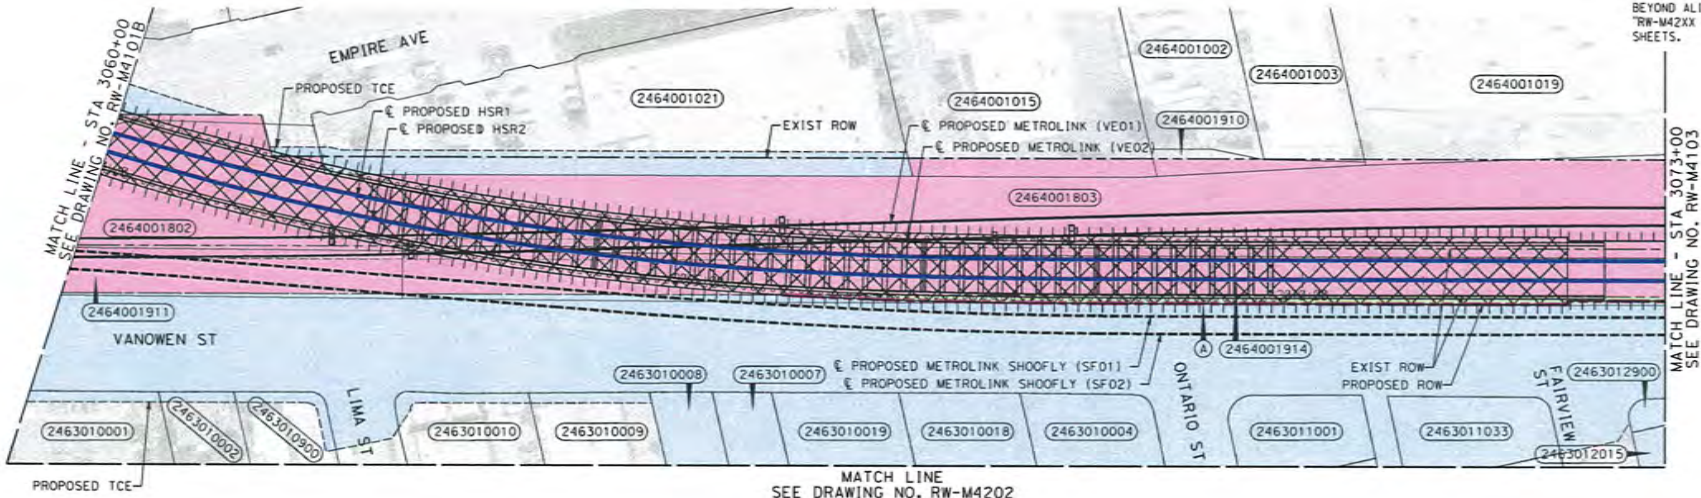 BEYOND ALI
"RW-M42XX
SHEETS.
MATCH LINE - STA 3060+00
SEE DRAWING NO. RW-M4101B
EMPIRE AVE
PROPOSED TCE
℄ PROPOSED HSR1
℄ PROPOSED HSR2
2464001021
EXIST ROW
2464001015
℄ PROPOSED METROLINK (VE01)
℄ PROPOSED METROLINK (VE02)
2464001002
2464001910
2464001003
2464001019
2464001803
2464001802
2464001911
VANOWEN ST
℄ PROPOSED METROLINK SHOOFLY (SF01)
℄ PROPOSED METROLINK SHOOFLY (SF02)
A
2464001914
EXIST ROW
PROPOSED ROW
MATCH LINE - STA 3073+00
SEE DRAWING NO. RW-M4103
2463010001
2463010002
2463010900
LIMA ST
2463010010
2463010009
2463010008
2463010007
2463010019
2463010018
2463010004
ONTARIO ST
2463011001
2463011033
FAIRVIEW ST
2463012900
2463012015
PROPOSED TCE
MATCH LINE
SEE DRAWING NO. RW-M4202